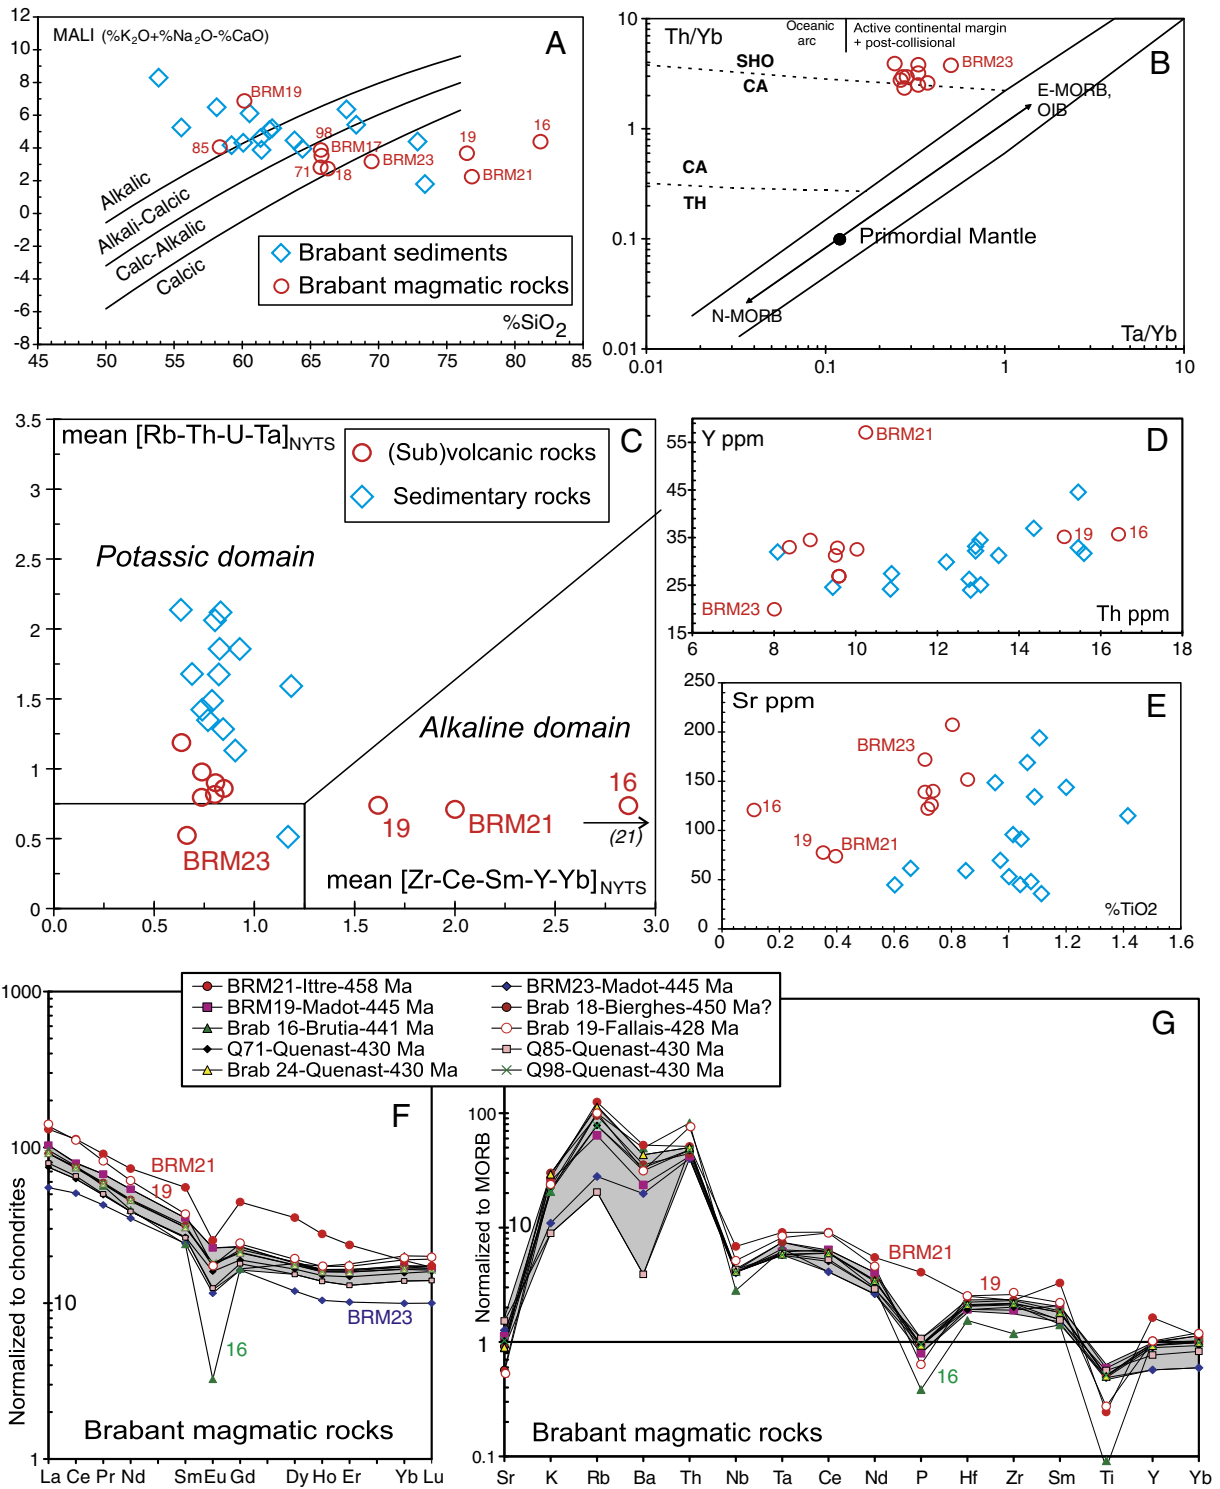 12
10
8
6
4
2
0
-2
-4
-6
-8
MALI (%K2O+%Na2O-%CaO)
A
BRM19
85
98
BRM17
71
18
BRM23
19
BRM21
16
Alkalic
Alkali-Calcic
Calc-Alkalic
Calcic
Brabant sediments
Brabant magmatic rocks
%SiO2
45 50 55 60 65 70 75 80 85
10
1
0.1
0.01
Th/Yb
Oceanic arc
Active continental margin
+ post-collisional
B
SHO
CA
BRM23
E-MORB,
OIB
CA
TH
Primordial Mantle
N-MORB
Ta/Yb
0.01 0.1 1 10
3.5
3
2.5
2
1.5
1
0.5
0
mean [Rb-Th-U-Ta]NYTS
C
(Sub)volcanic rocks
Sedimentary rocks
Potassic domain
Alkaline domain
16
19
BRM21
(21)
BRM23
mean [Zr-Ce-Sm-Y-Yb]NYTS
0.0 0.5 1.0 1.5 2.0 2.5 3.0
55
45
35
25
15
Y ppm
BRM21
D
19
16
BRM23
Th ppm
6 8 10 12 14 16 18
250
200
150
100
50
0
Sr ppm
E
BRM23
16
19
BRM21
%TiO2
0 0.2 0.4 0.6 0.8 1 1.2 1.4 1.6
BRM21-Ittre-458 Ma
BRM23-Madot-445 Ma
BRM19-Madot-445 Ma
Brab 18-Bierghes-450 Ma?
Brab 16-Brutia-441 Ma
Brab 19-Fallais-428 Ma
Q71-Quenast-430 Ma
Q85-Quenast-430 Ma
Brab 24-Quenast-430 Ma
Q98-Quenast-430 Ma
1000
100
10
1
Normalized to chondrites
F
BRM21
19
BRM23
16
Brabant magmatic rocks
La Ce Pr Nd Sm Eu Gd Dy Ho Er Yb Lu
G
100
10
1
0.1
Normalized to MORB
BRM21
19
16
Brabant magmatic rocks
Sr K Rb Ba Th Nb Ta Ce Nd P Hf Zr Sm Ti Y Yb